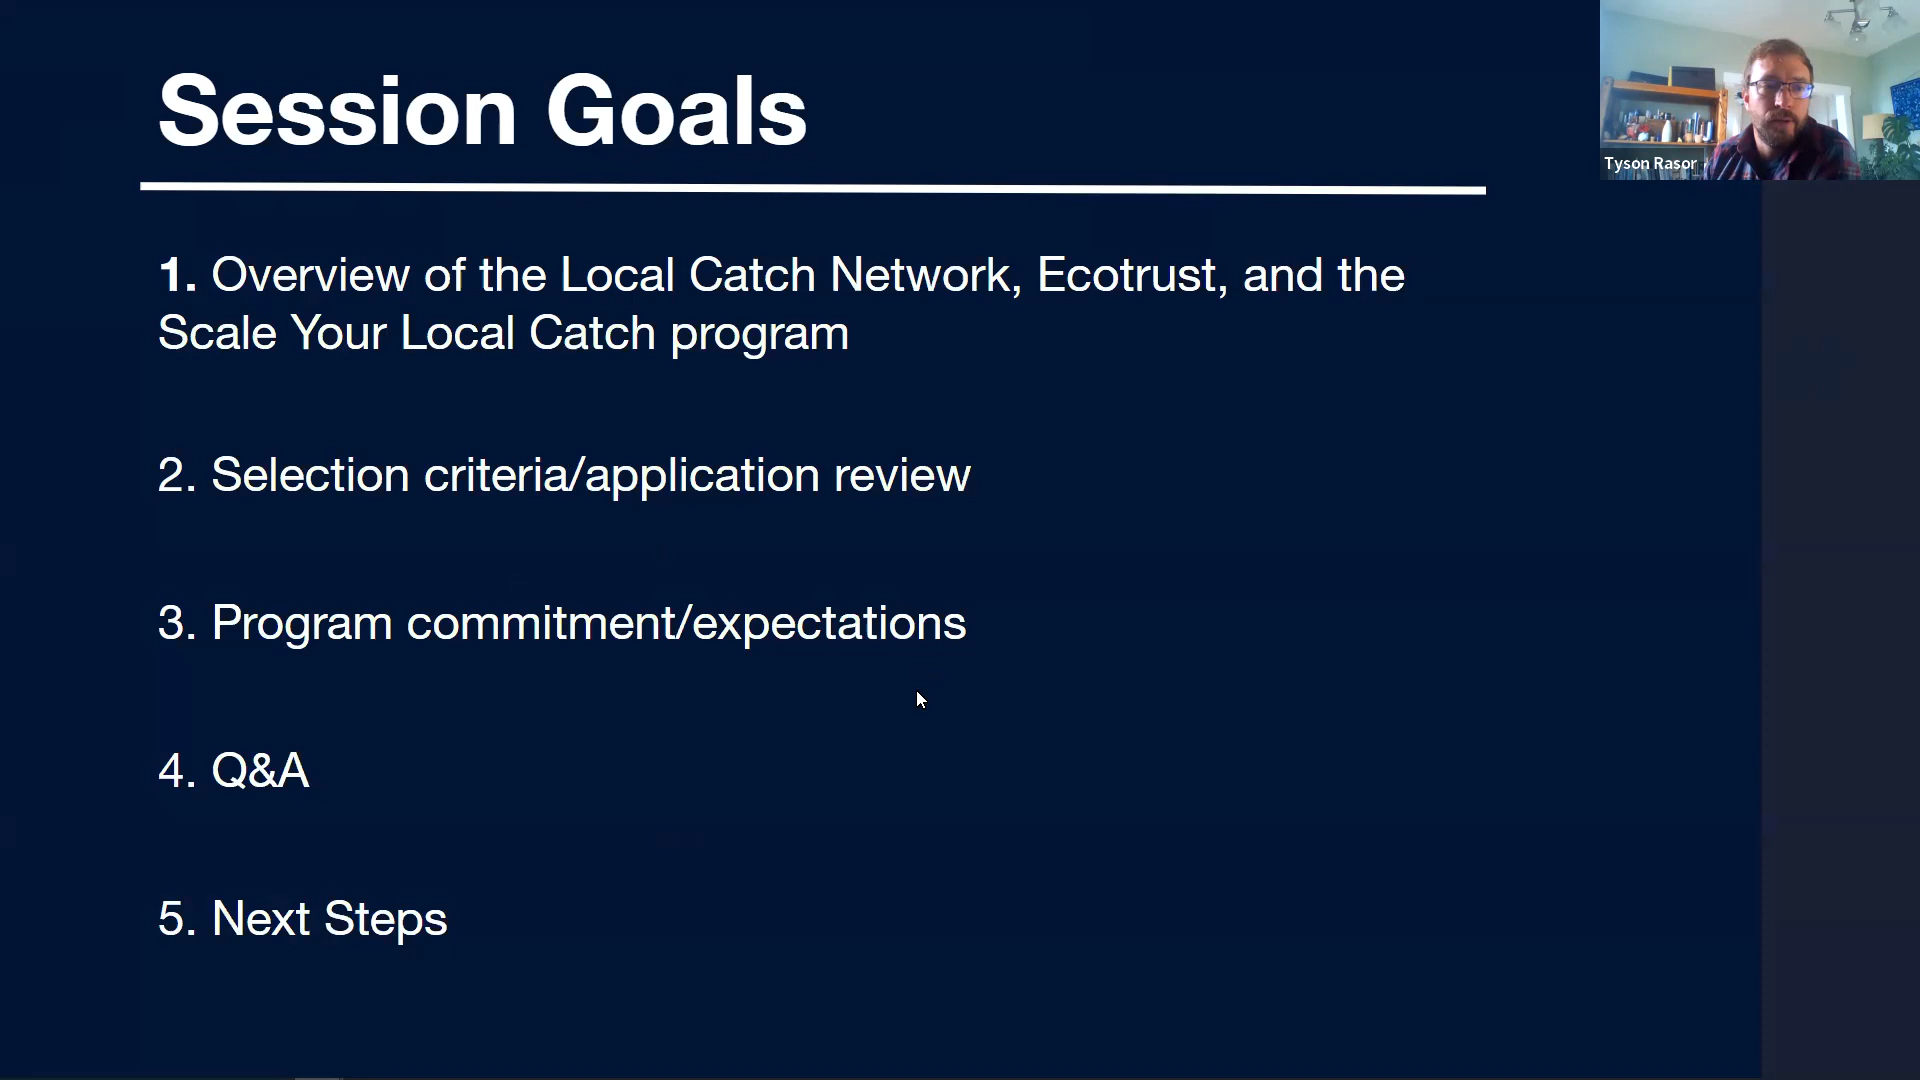 Session Goals
Tyson Rasor
1. Overview of the Local Catch Network, Ecotrust, and the
Scale Your Local Catch program
2. Selection criteria/application review
3. Program commitment/expectations
4. Q&A
5. Next Steps